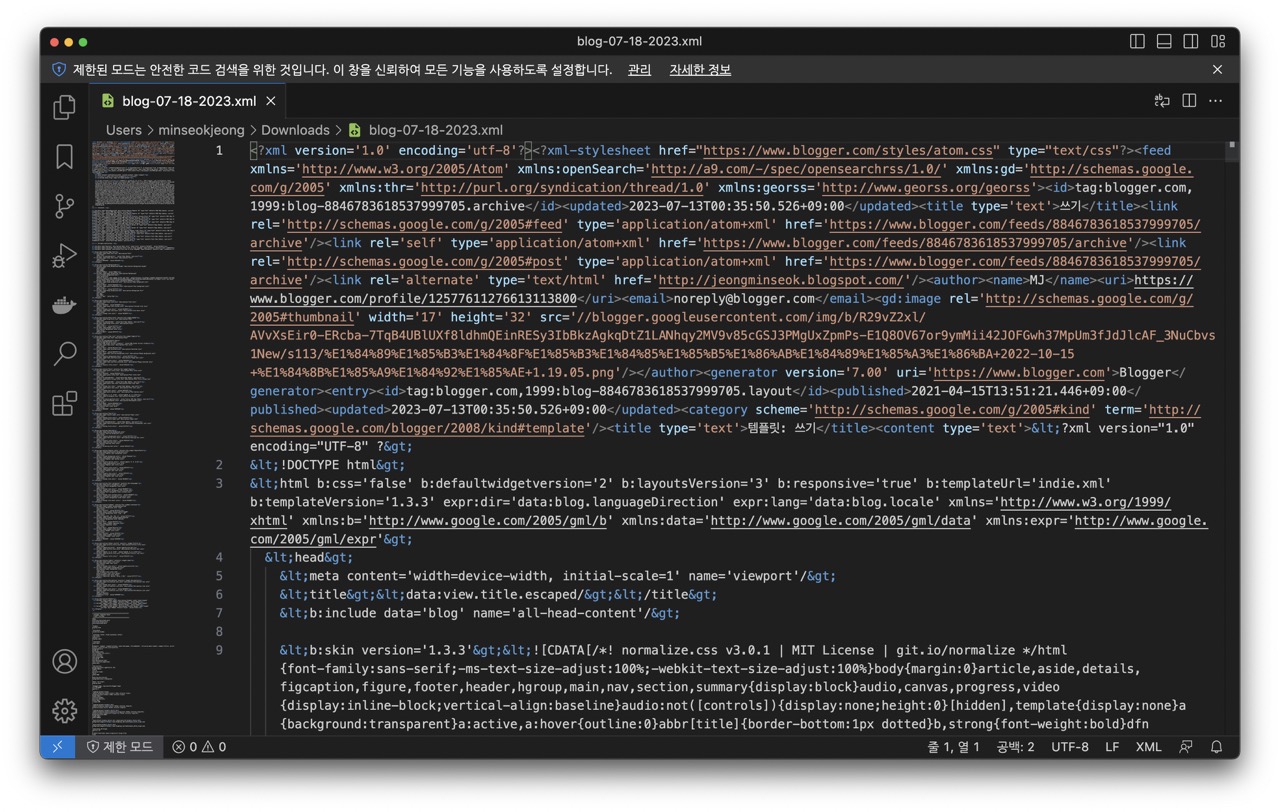 blog-07-18-2023.xml
제한된 모드는 안전한 코드 검색을 위한 것입니다. 이 창을 신뢰하여 모든 기능을 사용하도록 설정합니다. 관리 자세한 정보
blog-07-18-2023.xml
Users > minseokjeong > Downloads > blog-07-18-2023.xml
1 <?xml version='1.0' encoding='utf-8'?><?xml-stylesheet href="https://www.blogger.com/styles/atom.css" type="text/css"?><feed
xmlns='http://www.w3.org/2005/Atom' xmlns:openSearch='http://a9.com/-/spec/opensearchrss/1.0/' xmlns:gd='http://schemas.google.
com/g/2005' xmlns:thr='http://purl.org/syndication/thread/1.0' xmlns:georss='http://www.georss.org/georss'><id>tag:blogger.com,
1999:blog-8846783618537999705.archive</id><updated>2023-07-13T00:35:50.526+09:00</updated><title type='text'>쓰기</title><link
rel='http://schemas.google.com/g/2005#feed' type='application/atom+xml' href='https://www.blogger.com/feeds/8846783618537999705/
archive'/><link rel='self' type='application/atom+xml' href='https://www.blogger.com/feeds/8846783618537999705/archive'/><link
rel='http://schemas.google.com/g/2005#post' type='application/atom+xml' href='https://www.blogger.com/feeds/8846783618537999705/
archive'/><link rel='alternate' type='text/html' href='http://jeongminseok.blogspot.com/'/><author><name>MJ</name><uri>https://
www.blogger.com/profile/12577611276613113800</uri><email>noreply@blogger.com</email><gd:image rel='http://schemas.google.com/g/
2005#thumbnail' width='17' height='32' src='//blogger.googleusercontent.com/img/b/R29vZ2xl/
AVvXsEir0-ERcba-7TqB4UBlUXf8ldhmQEinRESy3IhBkzAgkqDtZ1LANhqy2MV9v85cGSJ3PMgUxZpmPs-E1Q8OV67or9ymMii42JOFGwh37MpUm3fJdJlcAF_3NuCbvs
1New/s113/%E1%84%89%E1%85%B3%E1%84%8F%E1%85%B3%E1%84%85%E1%85%B5%E1%86%AB%E1%84%89%E1%85%A3%E1%86%BA+2022-10-15
+%E1%84%8B%E1%85%A9%E1%84%92%E1%85%AE+1.19.05.png'/></author><generator version='7.00' uri='https://www.blogger.com'>Blogger</
generator><entry><id>tag:blogger.com,1999:blog-8846783618537999705.layout</id><published>2021-04-15T13:51:21.446+09:00</
published><updated>2023-07-13T00:35:50.526+09:00</updated><category scheme='http://schemas.google.com/g/2005#kind' term='http://
schemas.google.com/blogger/2008/kind#template'/><title type='text'>템플릿: 쓰기</title><content type='text'>&lt;?xml version="1.0"
encoding="UTF-8" ?&gt;
2 &lt;!DOCTYPE html&gt;
3 &lt;html b:css='false' b:defaultwidgetversion='2' b:layoutsVersion='3' b:responsive='true' b:templateUrl='indie.xml'
b:templateVersion='1.3.3' expr:dir='data:blog.languageDirection' expr:lang='data:blog.locale' xmlns='http://www.w3.org/1999/
xhtml' xmlns:b='http://www.google.com/2005/gml/b' xmlns:data='http://www.google.com/2005/gml/data' xmlns:expr='http://www.google.
com/2005/gml/expr'&gt;
4 &lt;head&gt;
5 &lt;meta content='width=device-width, initial-scale=1' name='viewport'/&gt;
6 &lt;title&gt;&lt;data:view.title.escaped/&gt;&lt;/title&gt;
7 &lt;b:include data='blog' name='all-head-content'/&gt;
8
9 &lt;b:skin version='1.3.3'&gt;&lt;![CDATA[/*! normalize.css v3.0.1 | MIT License | git.io/normalize */html
{font-family:sans-serif;-ms-text-size-adjust:100%;-webkit-text-size-adjust:100%}body{margin:0}article,aside,details,
figcaption,figure,footer,header,hgroup,main,nav,section,summary{display:block}audio,canvas,progress,video
{display:inline-block;vertical-align:baseline}audio:not([controls]){display:none;height:0}[hidden],template{display:none}a
{background:transparent}a:active,a:hover{outline:0}abbr[title]{border-bottom:1px dotted}b,strong{font-weight:bold}dfn
제한 모드 0 0 줄 1, 열 1 공백: 2 UTF-8 LF XML